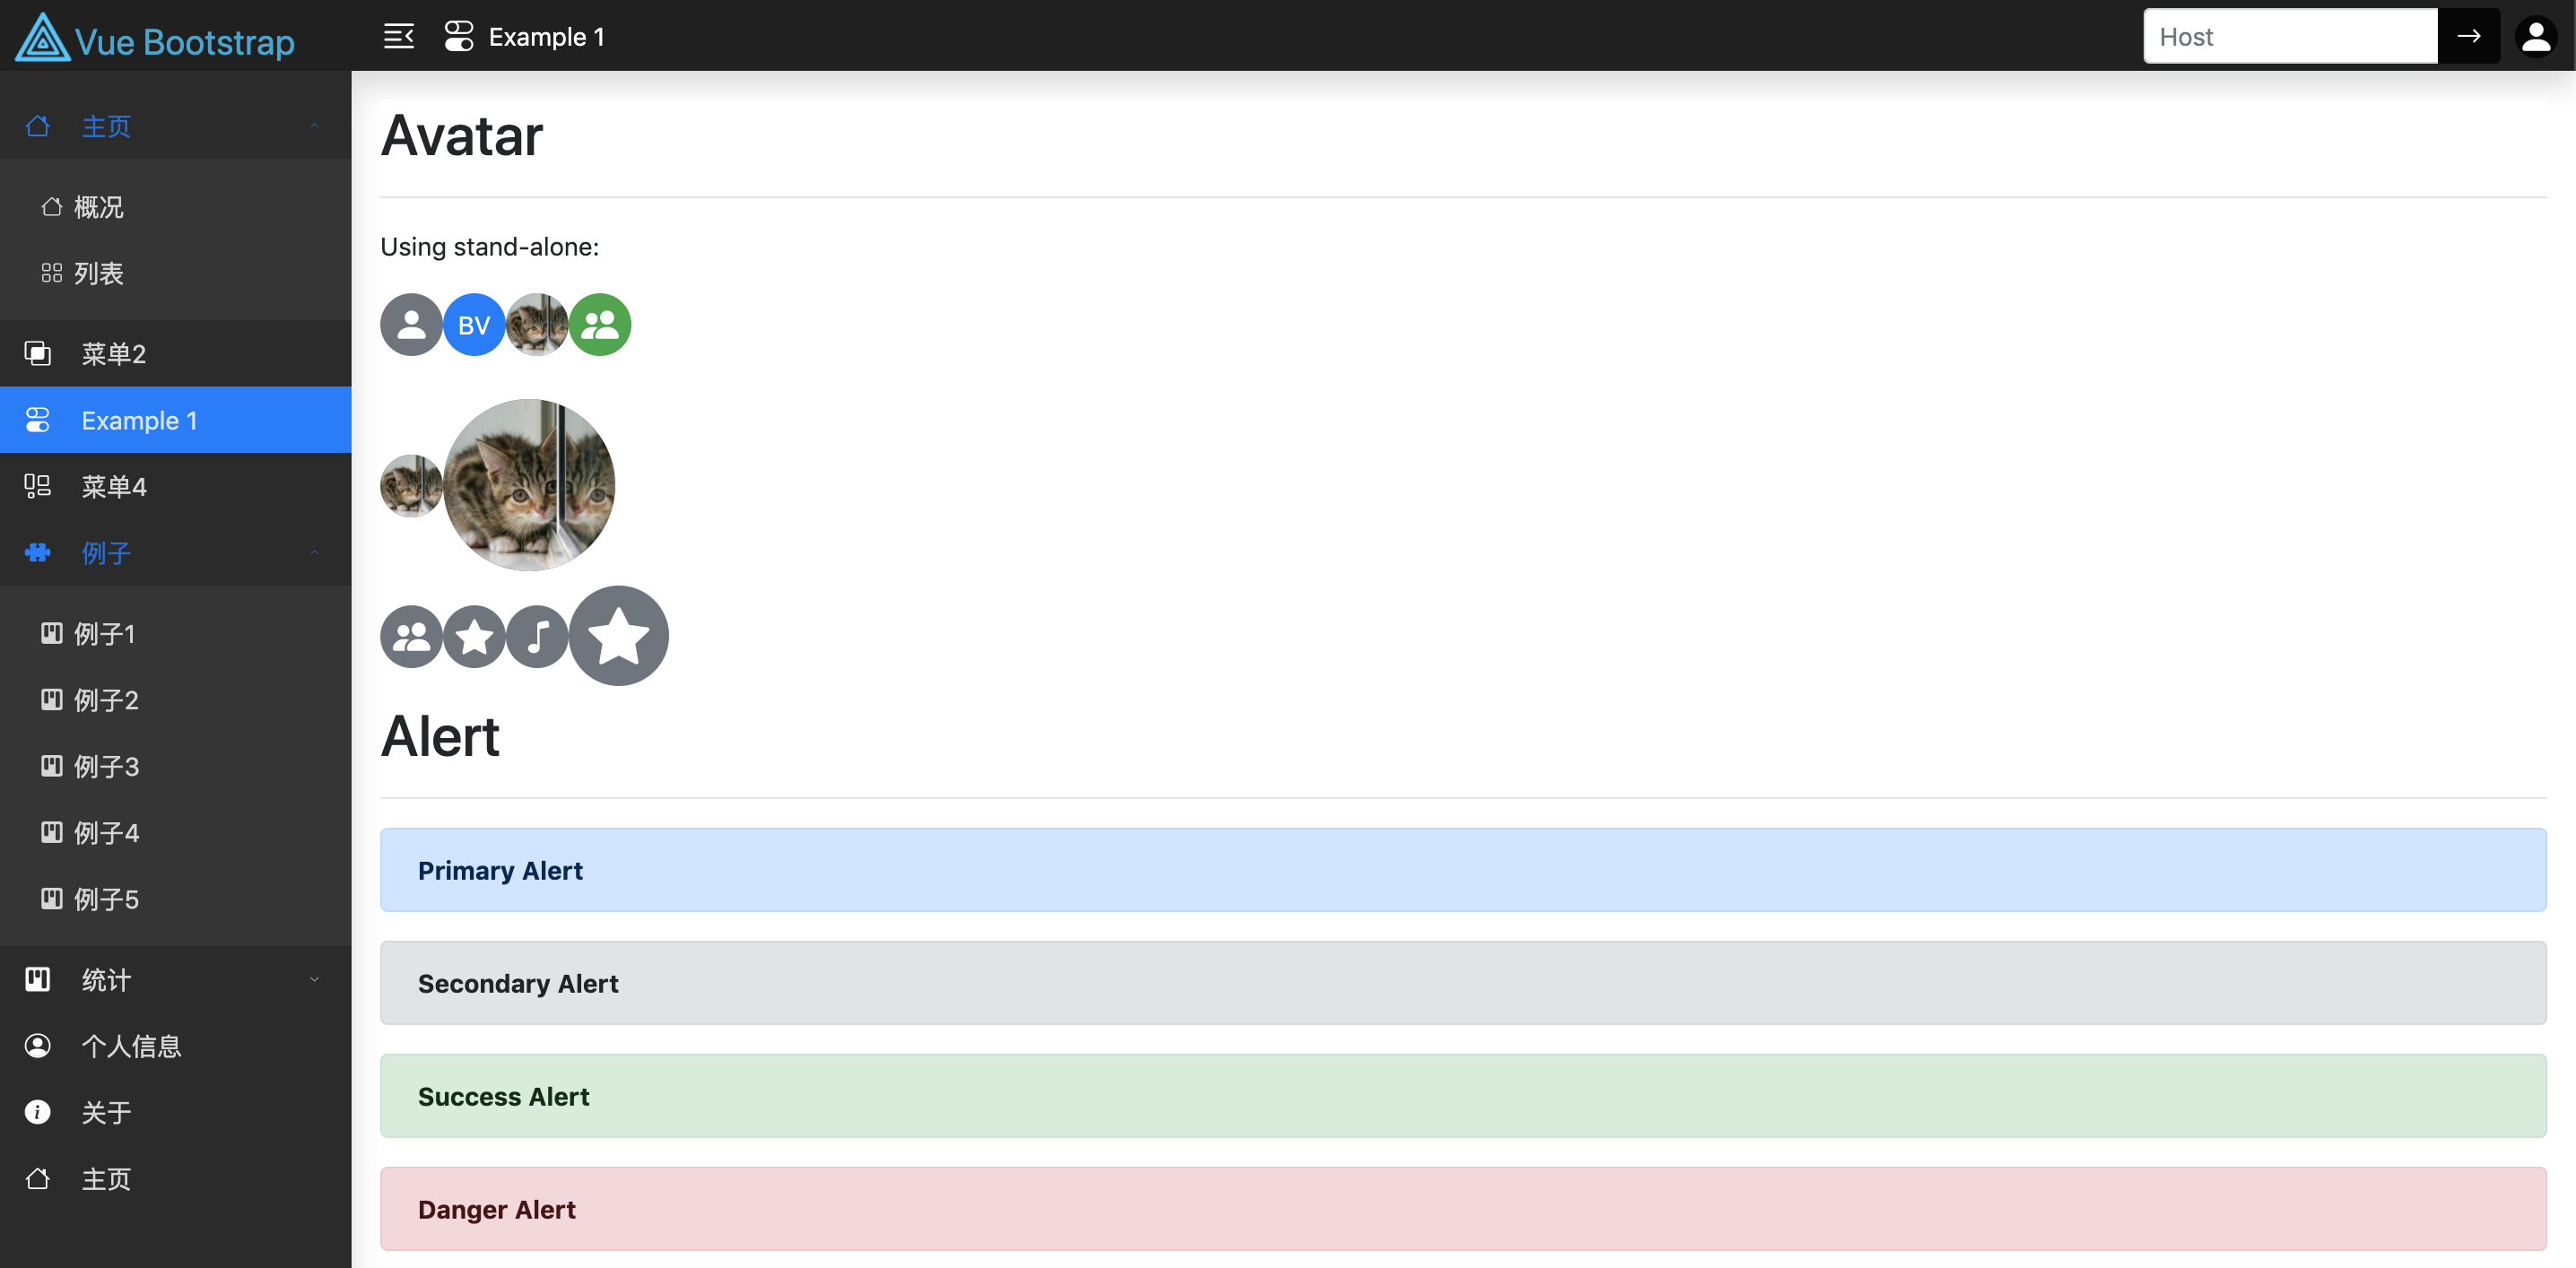 Vue Bootstrap
Example 1
Host
主页
概况
列表
菜单2
Example 1
菜单4
例子
例子1
例子2
例子3
例子4
例子5
统计
个人信息
关于
主页
Avatar
Using stand-alone:
BV
Alert
Primary Alert
Secondary Alert
Success Alert
Danger Alert